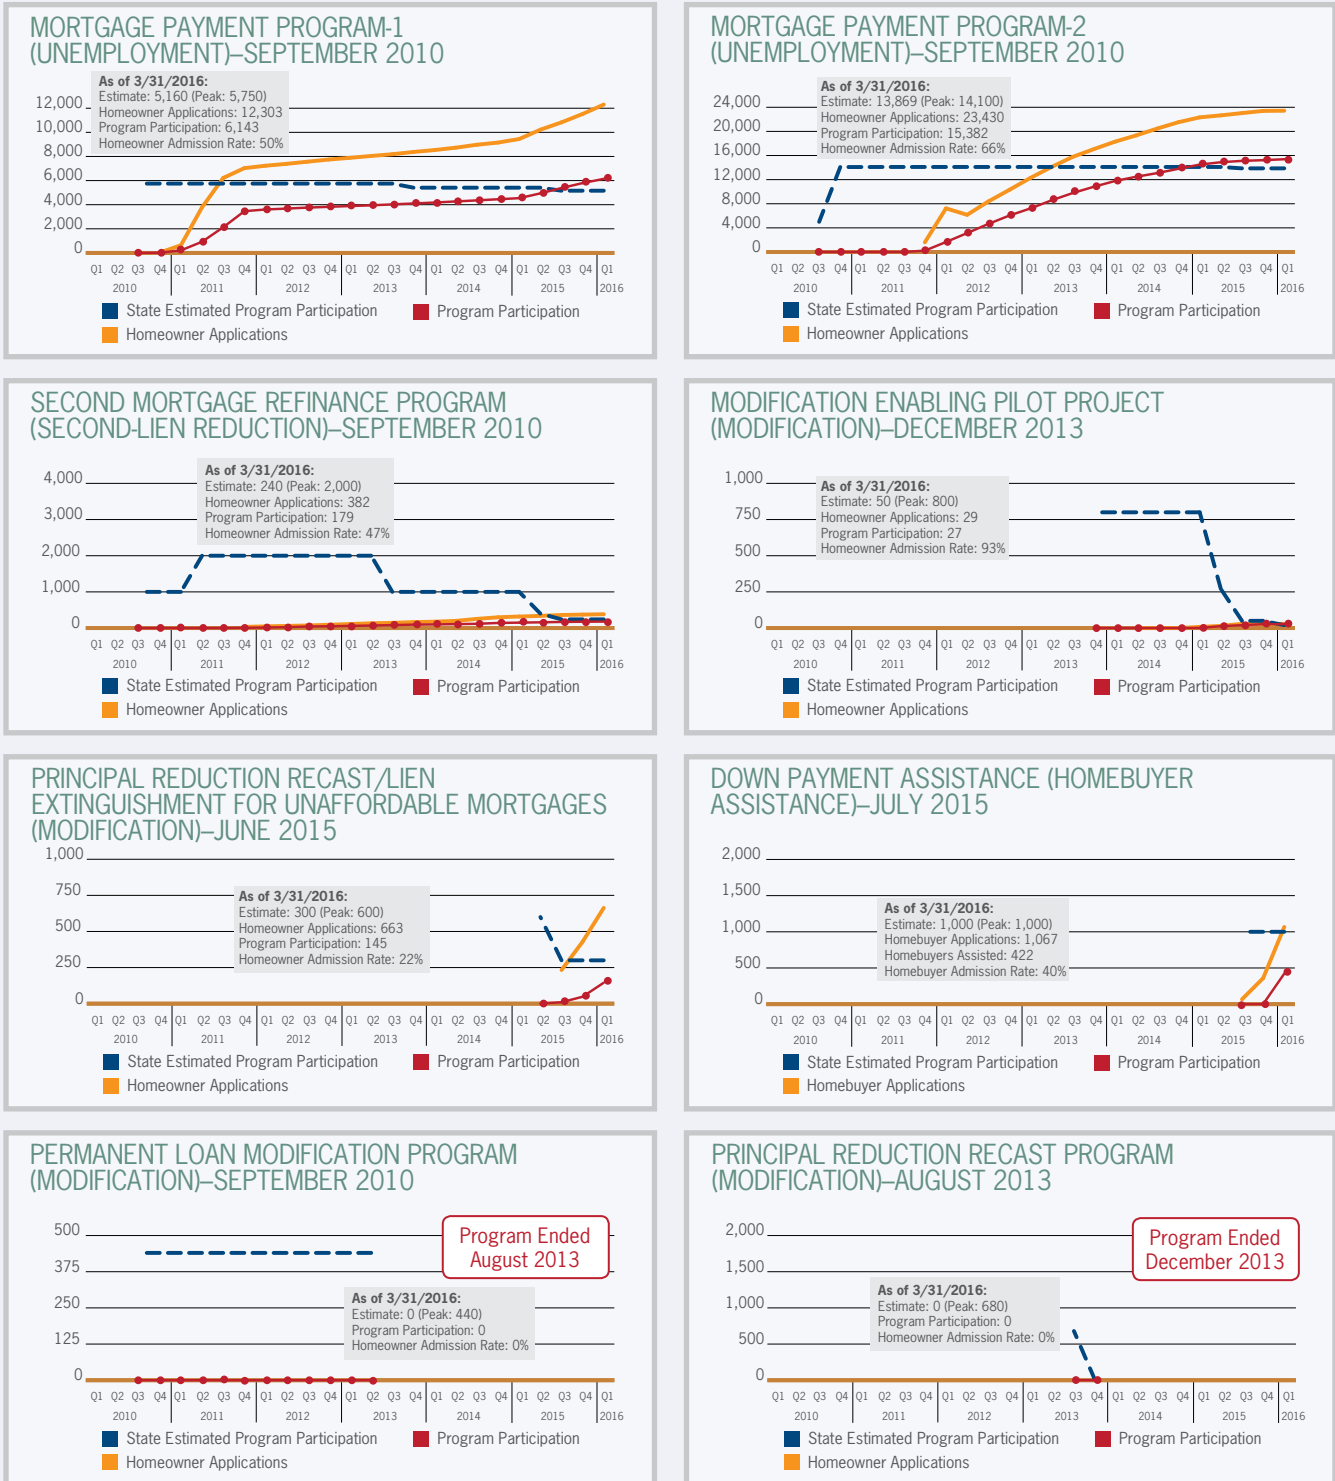 MORTGAGE PAYMENT PROGRAM-1
(UNEMPLOYMENT)–SEPTEMBER 2010
As of 3/31/2016:
Estimate: 5,160 (Peak: 5,750)
Homeowner Applications: 12,303
Program Participation: 6,143
Homeowner Admission Rate: 50%
12,000
10,000
8,000
6,000
4,000
2,000
0
Q1 Q2 Q3 Q4 Q1 Q2 Q3 Q4 Q1 Q2 Q3 Q4 Q1 Q2 Q3 Q4 Q1 Q2 Q3 Q4 Q1 Q2 Q3 Q4 Q1
2010 2011 2012 2013 2014 2015 2016
State Estimated Program Participation Program Participation
Homeowner Applications
MORTGAGE PAYMENT PROGRAM-2
(UNEMPLOYMENT)–SEPTEMBER 2010
As of 3/31/2016:
Estimate: 13,869 (Peak: 14,100)
Homeowner Applications: 23,430
Program Participation: 15,382
Homeowner Admission Rate: 66%
24,000
20,000
16,000
12,000
8,000
4,000
0
Q1 Q2 Q3 Q4 Q1 Q2 Q3 Q4 Q1 Q2 Q3 Q4 Q1 Q2 Q3 Q4 Q1 Q2 Q3 Q4 Q1 Q2 Q3 Q4 Q1
2010 2011 2012 2013 2014 2015 2016
State Estimated Program Participation Program Participation
Homeowner Applications
SECOND MORTGAGE REFINANCE PROGRAM
(SECOND-LIEN REDUCTION)–SEPTEMBER 2010
As of 3/31/2016:
Estimate: 240 (Peak: 2,000)
Homeowner Applications: 382
Program Participation: 179
Homeowner Admission Rate: 47%
4,000
3,000
2,000
1,000
0
Q1 Q2 Q3 Q4 Q1 Q2 Q3 Q4 Q1 Q2 Q3 Q4 Q1 Q2 Q3 Q4 Q1 Q2 Q3 Q4 Q1 Q2 Q3 Q4 Q1
2010 2011 2012 2013 2014 2015 2016
State Estimated Program Participation Program Participation
Homeowner Applications
MODIFICATION ENABLING PILOT PROJECT
(MODIFICATION)–DECEMBER 2013
As of 3/31/2016:
Estimate: 50 (Peak: 800)
Homeowner Applications: 29
Program Participation: 27
Homeowner Admission Rate: 93%
1,000
750
500
250
0
Q1 Q2 Q3 Q4 Q1 Q2 Q3 Q4 Q1 Q2 Q3 Q4 Q1 Q2 Q3 Q4 Q1 Q2 Q3 Q4 Q1 Q2 Q3 Q4 Q1
2010 2011 2012 2013 2014 2015 2016
State Estimated Program Participation Program Participation
Homeowner Applications
PRINCIPAL REDUCTION RECAST/LIEN
EXTINGUISHMENT FOR UNAFFORDABLE MORTGAGES
(MODIFICATION)–JUNE 2015
As of 3/31/2016:
Estimate: 300 (Peak: 600)
Homeowner Applications: 663
Program Participation: 145
Homeowner Admission Rate: 22%
1,000
750
500
250
0
Q1 Q2 Q3 Q4 Q1 Q2 Q3 Q4 Q1 Q2 Q3 Q4 Q1 Q2 Q3 Q4 Q1 Q2 Q3 Q4 Q1 Q2 Q3 Q4 Q1
2010 2011 2012 2013 2014 2015 2016
State Estimated Program Participation Program Participation
Homeowner Applications
DOWN PAYMENT ASSISTANCE (HOMEBUYER
ASSISTANCE)–JULY 2015
As of 3/31/2016:
Estimate: 1,000 (Peak: 1,000)
Homebuyer Applications: 1,067
Homebuyers Assisted: 422
Homebuyer Admission Rate: 40%
2,000
1,500
1,000
500
0
Q1 Q2 Q3 Q4 Q1 Q2 Q3 Q4 Q1 Q2 Q3 Q4 Q1 Q2 Q3 Q4 Q1 Q2 Q3 Q4 Q1 Q2 Q3 Q4 Q1
2010 2011 2012 2013 2014 2015 2016
State Estimated Program Participation Program Participation
Homebuyer Applications
PERMANENT LOAN MODIFICATION PROGRAM
(MODIFICATION)–SEPTEMBER 2010
Program Ended
August 2013
As of 3/31/2016:
Estimate: 0 (Peak: 440)
Program Participation: 0
Homeowner Admission Rate: 0%
500
375
250
125
0
Q1 Q2 Q3 Q4 Q1 Q2 Q3 Q4 Q1 Q2 Q3 Q4 Q1 Q2 Q3 Q4 Q1 Q2 Q3 Q4 Q1 Q2 Q3 Q4 Q1
2010 2011 2012 2013 2014 2015 2016
State Estimated Program Participation Program Participation
Homeowner Applications
PRINCIPAL REDUCTION RECAST PROGRAM
(MODIFICATION)–AUGUST 2013
Program Ended
December 2013
As of 3/31/2016:
Estimate: 0 (Peak: 680)
Program Participation: 0
Homeowner Admission Rate: 0%
2,000
1,500
1,000
500
0
Q1 Q2 Q3 Q4 Q1 Q2 Q3 Q4 Q1 Q2 Q3 Q4 Q1 Q2 Q3 Q4 Q1 Q2 Q3 Q4 Q1 Q2 Q3 Q4 Q1
2010 2011 2012 2013 2014 2015 2016
State Estimated Program Participation Program Participation
Homeowner Applications